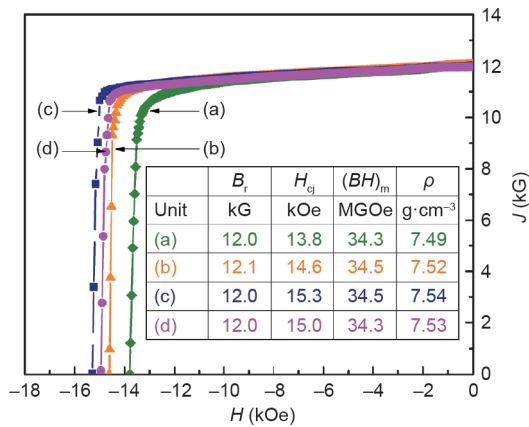 14
12
10
8
6
4
2
0
J (kG)
(c)
(a)
(d)
(b)
Br Hcj (BH)m ρ
Unit kG kOe MGOe g·cm⁻³
(a) 12.0 13.8 34.3 7.49
(b) 12.1 14.6 34.5 7.52
(c) 12.0 15.3 34.5 7.54
(d) 12.0 15.0 34.3 7.53
−18 −16 −14 −12 −10 −8 −6 −4 −2 0
H (kOe)